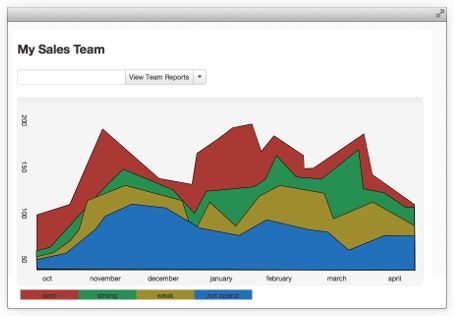 My Sales Team
View Team Reports
200
150
100
50
oct november december january february march april
sent strong weak not opend